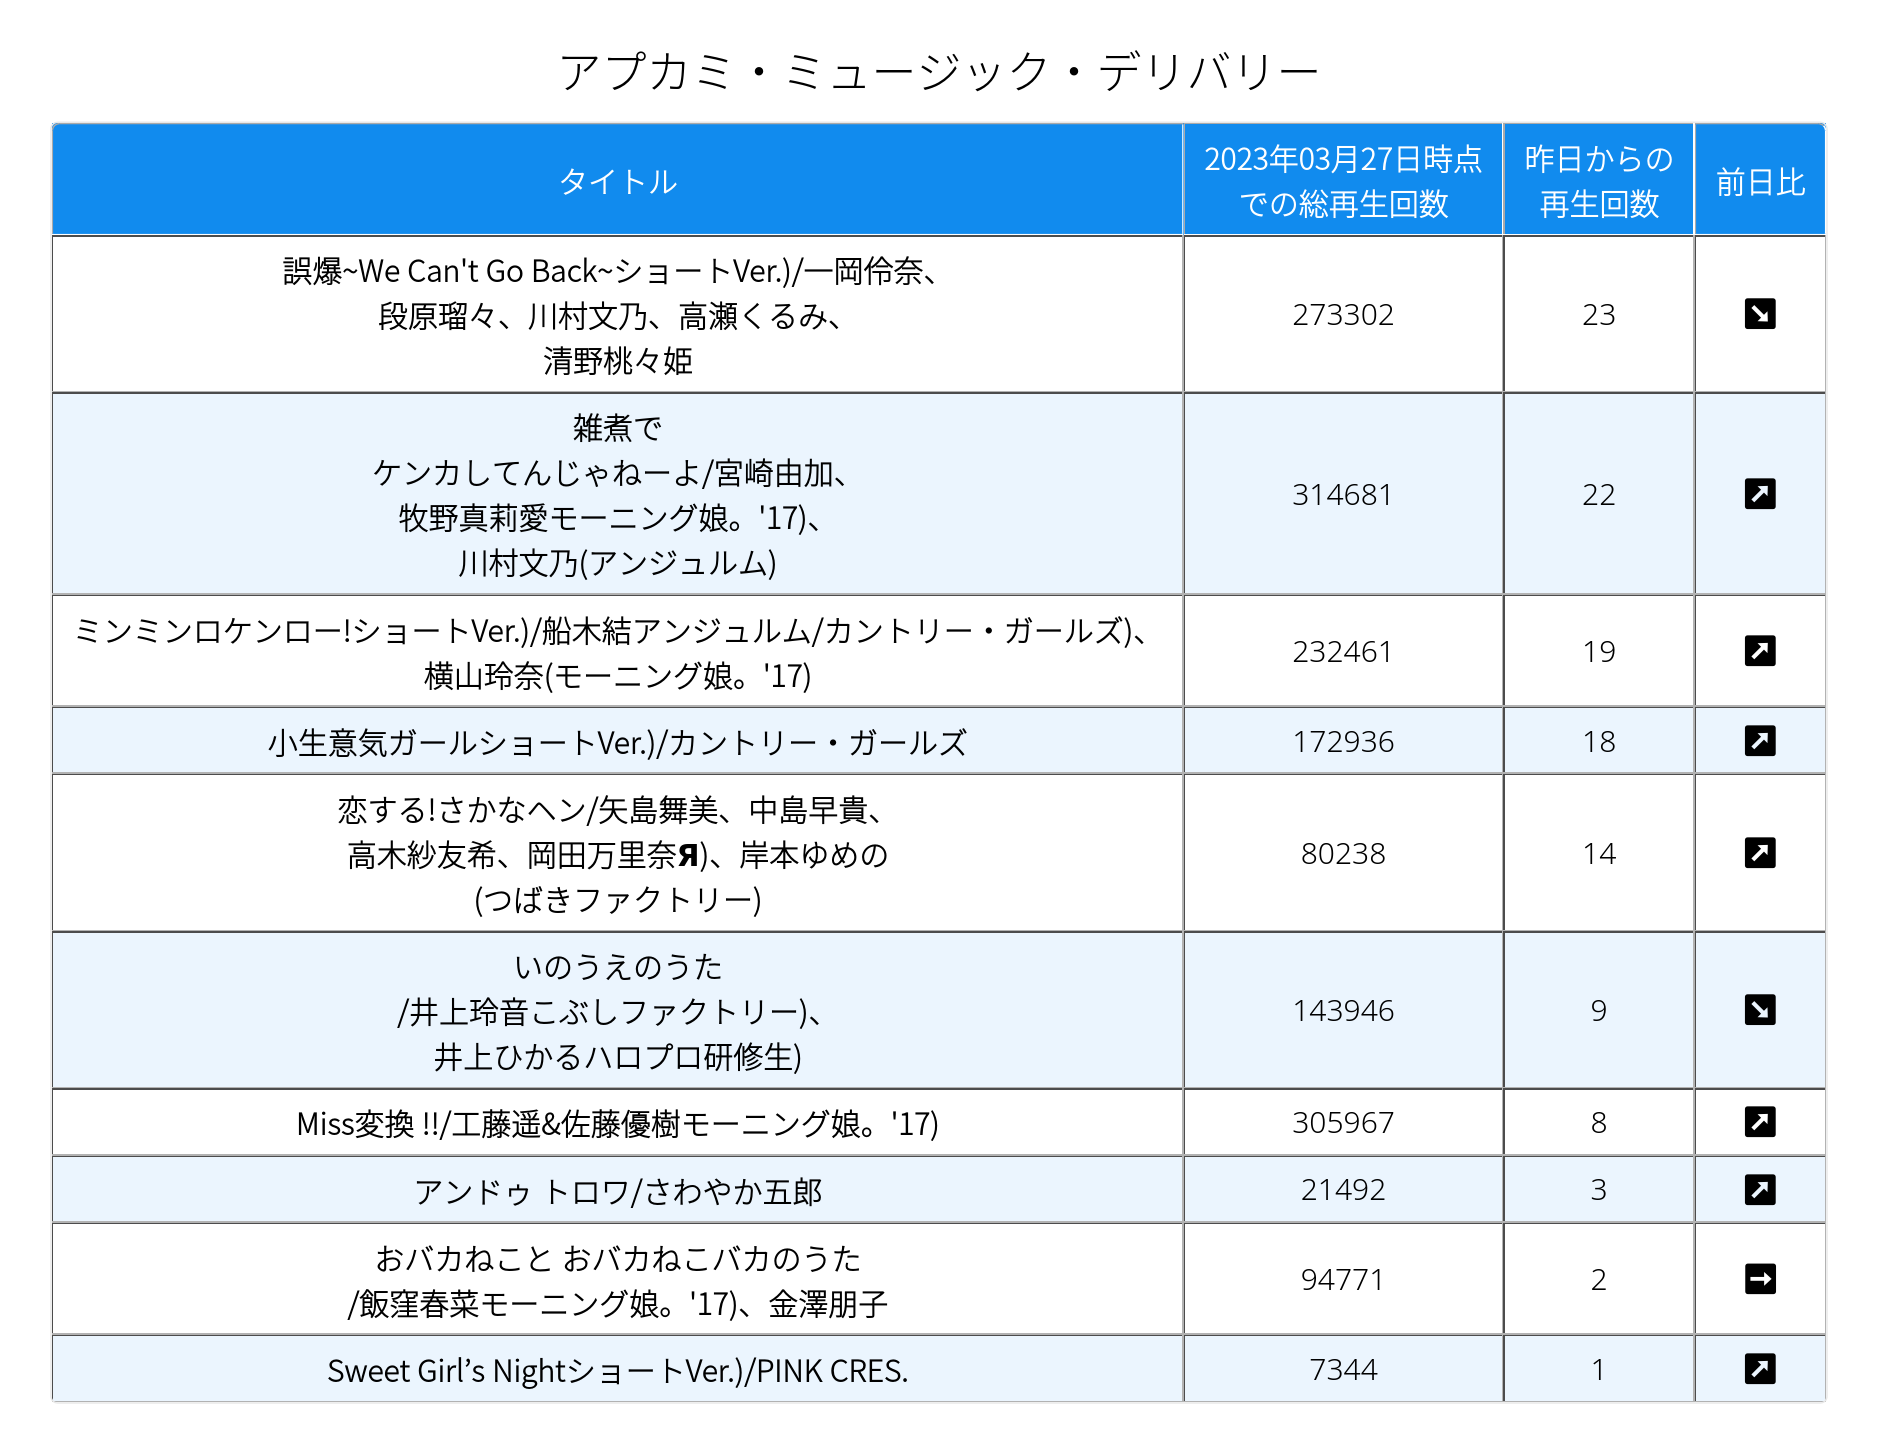 アプカミ・ミュージック・デリバリー
タイトル
2023年03月27日時点
での総再生回数
昨日からの
再生回数
前日比
誤爆~We Can't Go Back~ショートVer.)/一岡伶奈、
段原瑠々、川村文乃、高瀬くるみ、
清野桃々姫
273302
23
雑煮で
ケンカしてんじゃねーよ/宮崎由加、
牧野真莉愛モーニング娘。'17)、
川村文乃(アンジュルム)
314681
22
ミンミンロケンロー!ショートVer.)/船木結アンジュルム/カントリー・ガールズ)、
横山玲奈(モーニング娘。'17)
232461
19
小生意気ガールショートVer.)/カントリー・ガールズ
172936
18
恋する!さかなヘン/矢島舞美、中島早貴、
高木紗友希、岡田万里奈Я)、岸本ゆめの
(つばきファクトリー)
80238
14
いのうえのうた
/井上玲音こぶしファクトリー)、
井上ひかるハロプロ研修生)
143946
9
Miss変換 !!/工藤遥&佐藤優樹モーニング娘。'17)
305967
8
アンドゥ トロワ/さわやか五郎
21492
3
おバカねこと おバカねこバカのうた
/飯窪春菜モーニング娘。'17)、金澤朋子
94771
2
Sweet Girl’s NightショートVer.)/PINK CRES.
7344
1